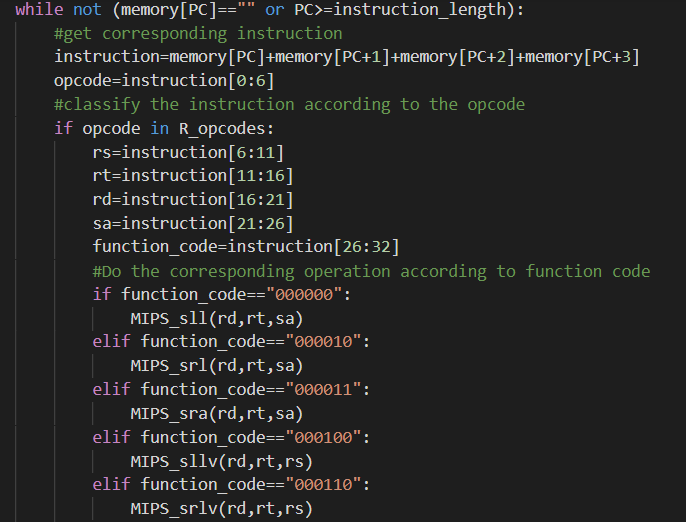 while not (memory[PC]=="" or PC>=instruction_length):
    #get corresponding instruction
    instruction=memory[PC]+memory[PC+1]+memory[PC+2]+memory[PC+3]
    opcode=instruction[0:6]
    #classify the instruction according to the opcode
    if opcode in R_opcodes:
        rs=instruction[6:11]
        rt=instruction[11:16]
        rd=instruction[16:21]
        sa=instruction[21:26]
        function_code=instruction[26:32]
        #Do the corresponding operation according to function code
        if function_code=="000000":
            MIPS_sll(rd,rt,sa)
        elif function_code=="000010":
            MIPS_srl(rd,rt,sa)
        elif function_code=="000011":
            MIPS_sra(rd,rt,sa)
        elif function_code=="000100":
            MIPS_sllv(rd,rt,rs)
        elif function_code=="000110":
            MIPS_srlv(rd,rt,rs)